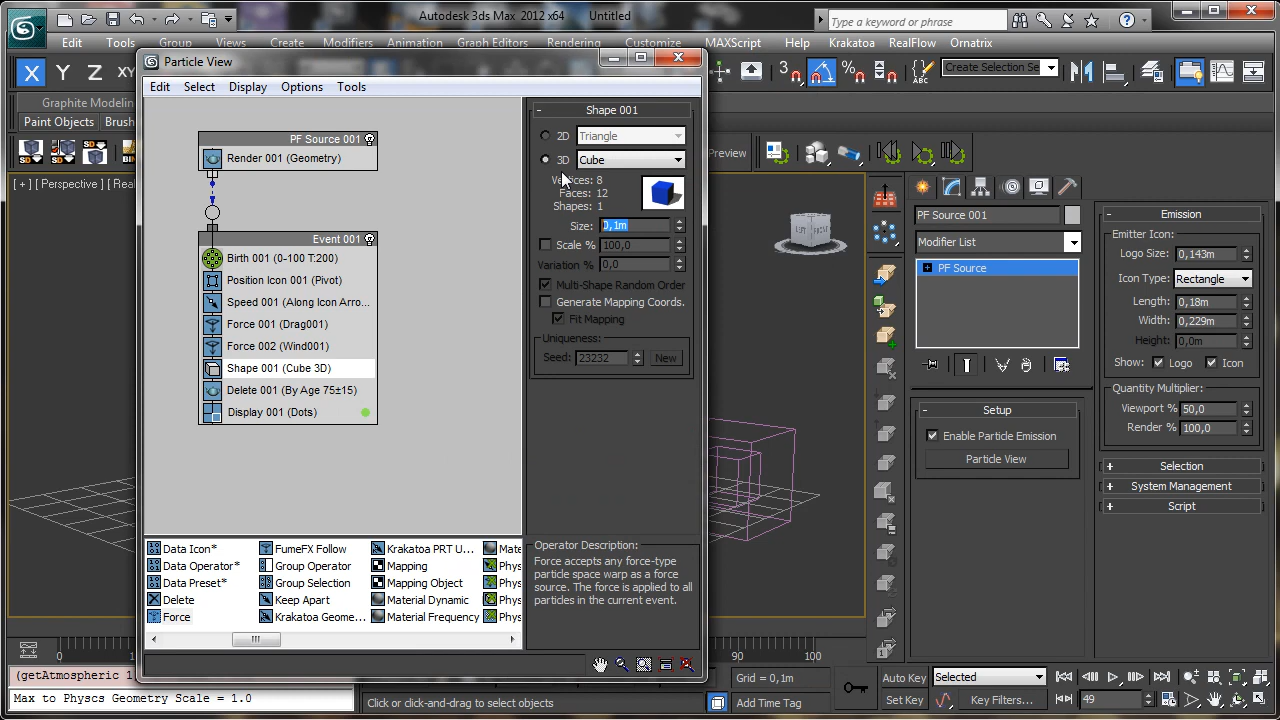 Autodesk 3ds Max 2012 x64 Untitled
Type a keyword or phrase
Edit Tools Group Views Create Modifiers Animation Graph Editors Rendering Customize MAXScript Help Krakatoa RealFlow Ornatrix
Particle View
X Y Z XY
3
Create Selection Se
Edit Select Display Options Tools
Graphite Modelin
Paint Objects
SD
SD
Preview
[ + ] [ Perspective ] [ Rea
PF Source 001
Render 001 (Geometry)
Event 001
Birth 001 (0-100 T:200)
Position Icon 001 (Pivot)
Speed 001 (Along Icon Arro...
Force 001 (Drag001)
Force 002 (Wind001)
Shape 001 (Cube 3D)
Delete 001 (By Age 75±15)
Display 001 (Dots)
Shape 001
2D Triangle
3D Cube
Vertices: 8
Faces: 12
Shapes: 1
Size: 0,1m
Scale % 100,0
Variation % 0,0
Multi-Shape Random Order
Generate Mapping Coords.
Fit Mapping
Uniqueness:
Seed: 23232 New
PF Source 001
Modifier List
PF Source
Setup
Enable Particle Emission
Particle View
Emission
Emitter Icon:
Logo Size: 0,143m
Icon Type: Rectangle
Length: 0,18m
Width: 0,229m
Height: 0,0m
Show: Logo Icon
Quantity Multiplier:
Viewport % 50,0
Render % 100,0
Selection
System Management
Script
Data Icon* FumeFX Follow Krakatoa PRT U... Mate
Data Operator* Group Operator Mapping Phys
Data Preset* Group Selection Mapping Object Phys
Delete Keep Apart Material Dynamic Phys
Force Krakatoa Geome... Material Frequency Phys
Operator Description:
Force accepts any force-type
particle space warp as a force
source. The force is applied to all
particles in the current event.
0 90 100
(getAtmospheric 1
Max to Physcs Geometry Scale = 1.0
Click or click-and-drag to select objects
Grid = 0,1m
Add Time Tag
Auto Key Selected
Set Key Key Filters... 49